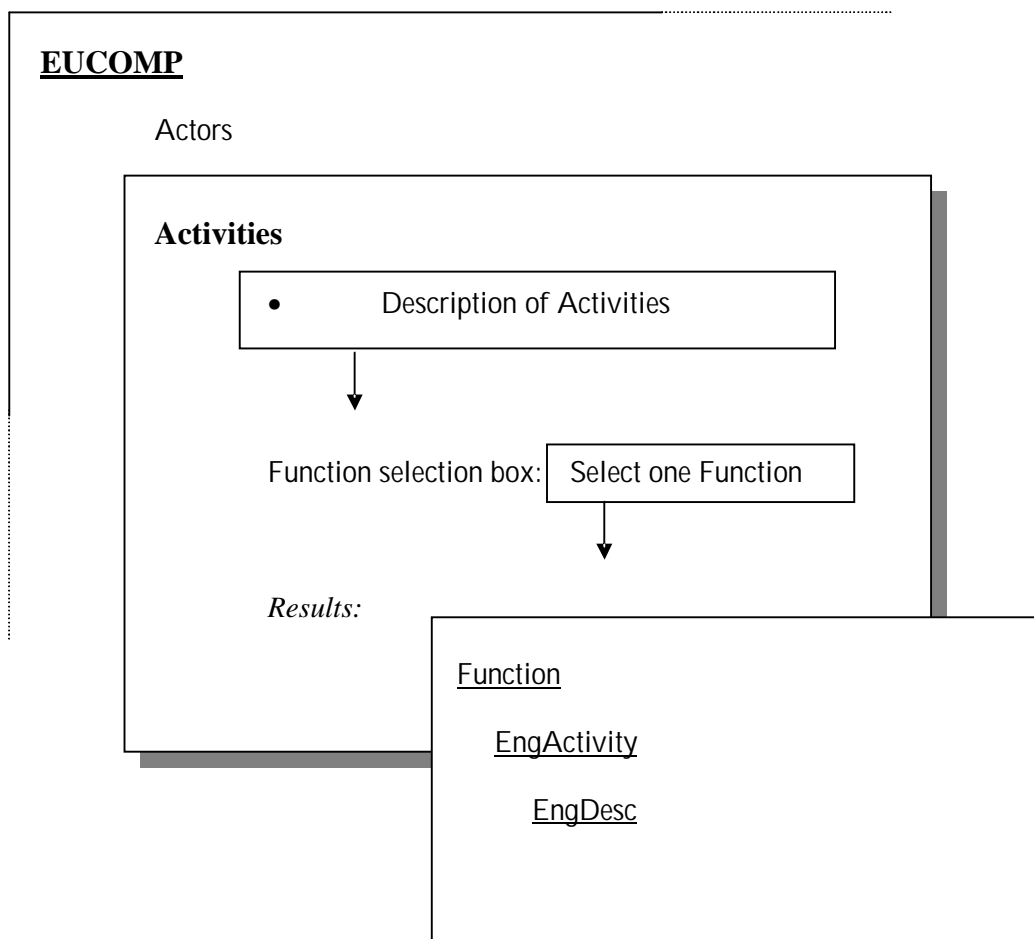 EUCOMP
Actors
Activities
• Description of Activities
Function selection box: Select one Function
Results:
Function
EngActivity
EngDesc